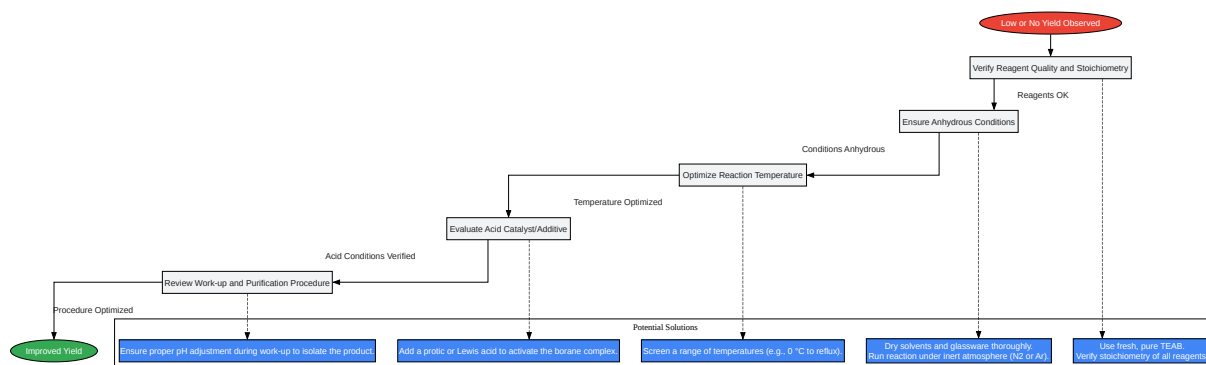 Low or No Yield Observed
Verify Reagent Quality and Stoichiometry
Reagents OK
Ensure Anhydrous Conditions
Conditions Anhydrous
Optimize Reaction Temperature
Temperature Optimized
Evaluate Acid Catalyst/Additive
Acid Conditions Verified
Review Work-up and Purification Procedure
Procedure Optimized
Potential Solutions
Improved Yield
Ensure proper pH adjustment during work-up to isolate the product.
Add a protic or Lewis acid to activate the borane complex.
Screen a range of temperatures (e.g., 0 °C to reflux).
Dry solvents and glassware thoroughly.
Run reaction under inert atmosphere (N2 or Ar).
Use fresh, pure TEAB.
Verify stoichiometry of all reagents